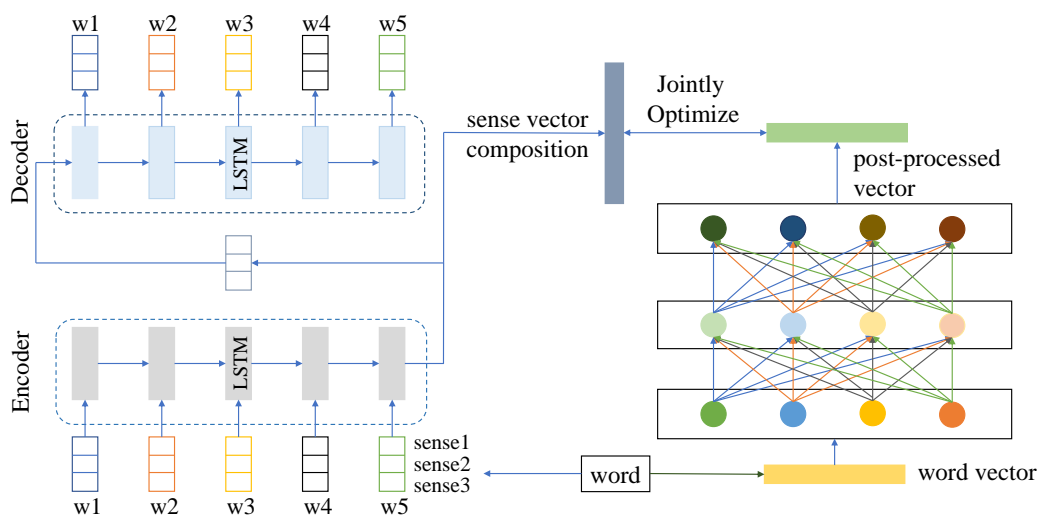 w1 w2 w3 w4 w5
Decoder
LSTM
sense vector
composition
Jointly
Optimize
post-processed
vector
Encoder
LSTM
sense1
sense2
sense3
w1 w2 w3 w4 w5
word
word vector